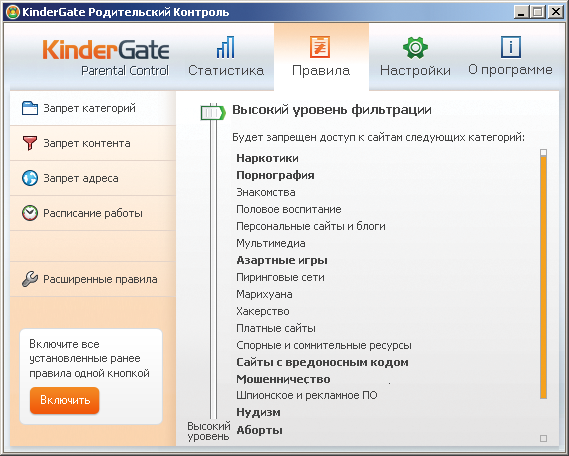 KinderGate Родительский Контроль
KinderGate
Parental Control
Статистика
Правила
Настройки
О программе
Запрет категорий
Запрет контента
Запрет адреса
Расписание работы
Расширенные правила
Включите все
установленные ранее
правила одной кнопкой
Включить
Высокий уровень фильтрации
Будет запрещен доступ к сайтам следующих категорий:
Наркотики
Порнография
Знакомства
Половое воспитание
Персональные сайты и блоги
Мультимедиа
Азартные игры
Пиринговые сети
Марихуана
Хакерство
Платные сайты
Спорные и сомнительные ресурсы
Сайты с вредоносным кодом
Мошенничество
Шпионское и рекламное ПО
Нудизм
Аборты
Высокий
уровень